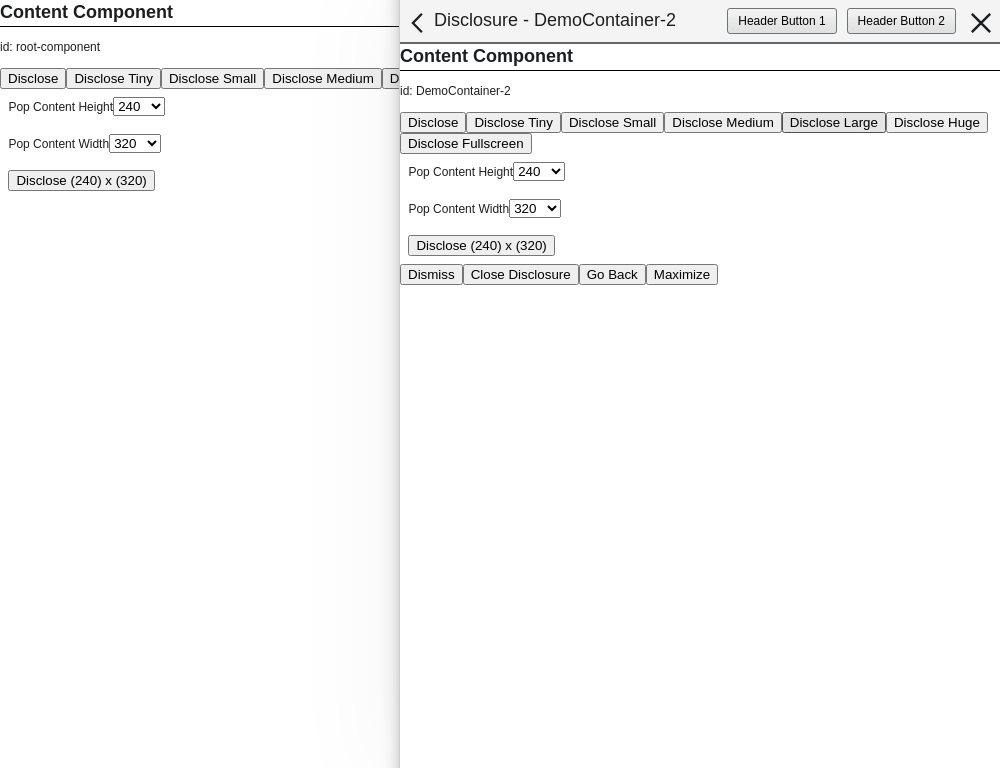 Content Component
id: root-component
Disclose Disclose Tiny Disclose Small Disclose Medium D
Pop Content Height 240
Pop Content Width 320
Disclose (240) x (320)
Disclosure - DemoContainer-2 Header Button 1 Header Button 2
Content Component
id: DemoContainer-2
Disclose Disclose Tiny Disclose Small Disclose Medium Disclose Large Disclose Huge
Disclose Fullscreen
Pop Content Height 240
Pop Content Width 320
Disclose (240) x (320)
Dismiss Close Disclosure Go Back Maximize